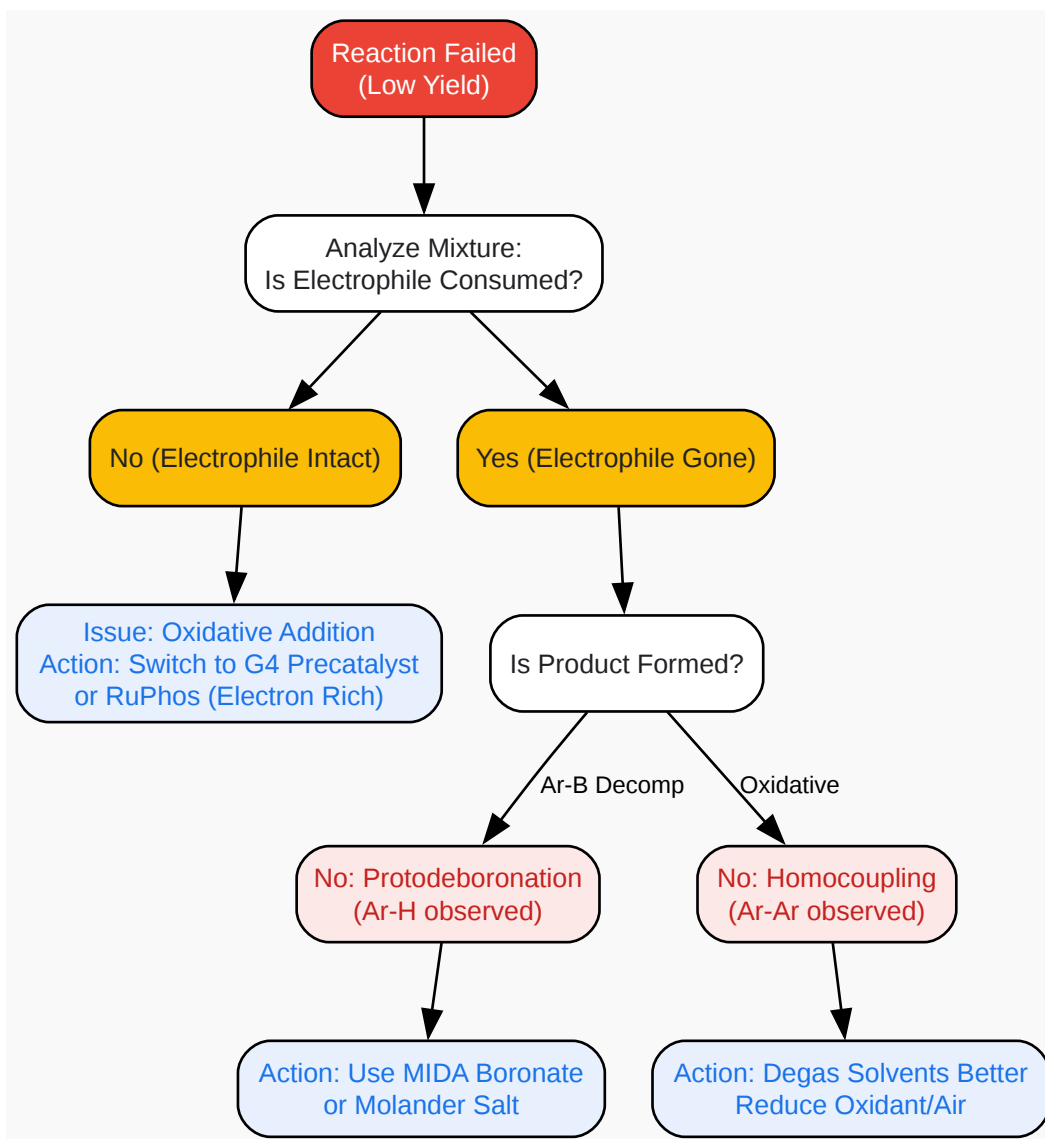 Reaction Failed
(Low Yield)
Analyze Mixture:
Is Electrophile Consumed?
No (Electrophile Intact)
Yes (Electrophile Gone)
Issue: Oxidative Addition
Action: Switch to G4 Precatalyst
or RuPhos (Electron Rich)
Is Product Formed?
Ar-B Decomp
Oxidative
No: Protodeboronation
(Ar-H observed)
No: Homocoupling
(Ar-Ar observed)
Action: Use MIDA Boronate
or Molander Salt
Action: Degas Solvents Better
Reduce Oxidant/Air